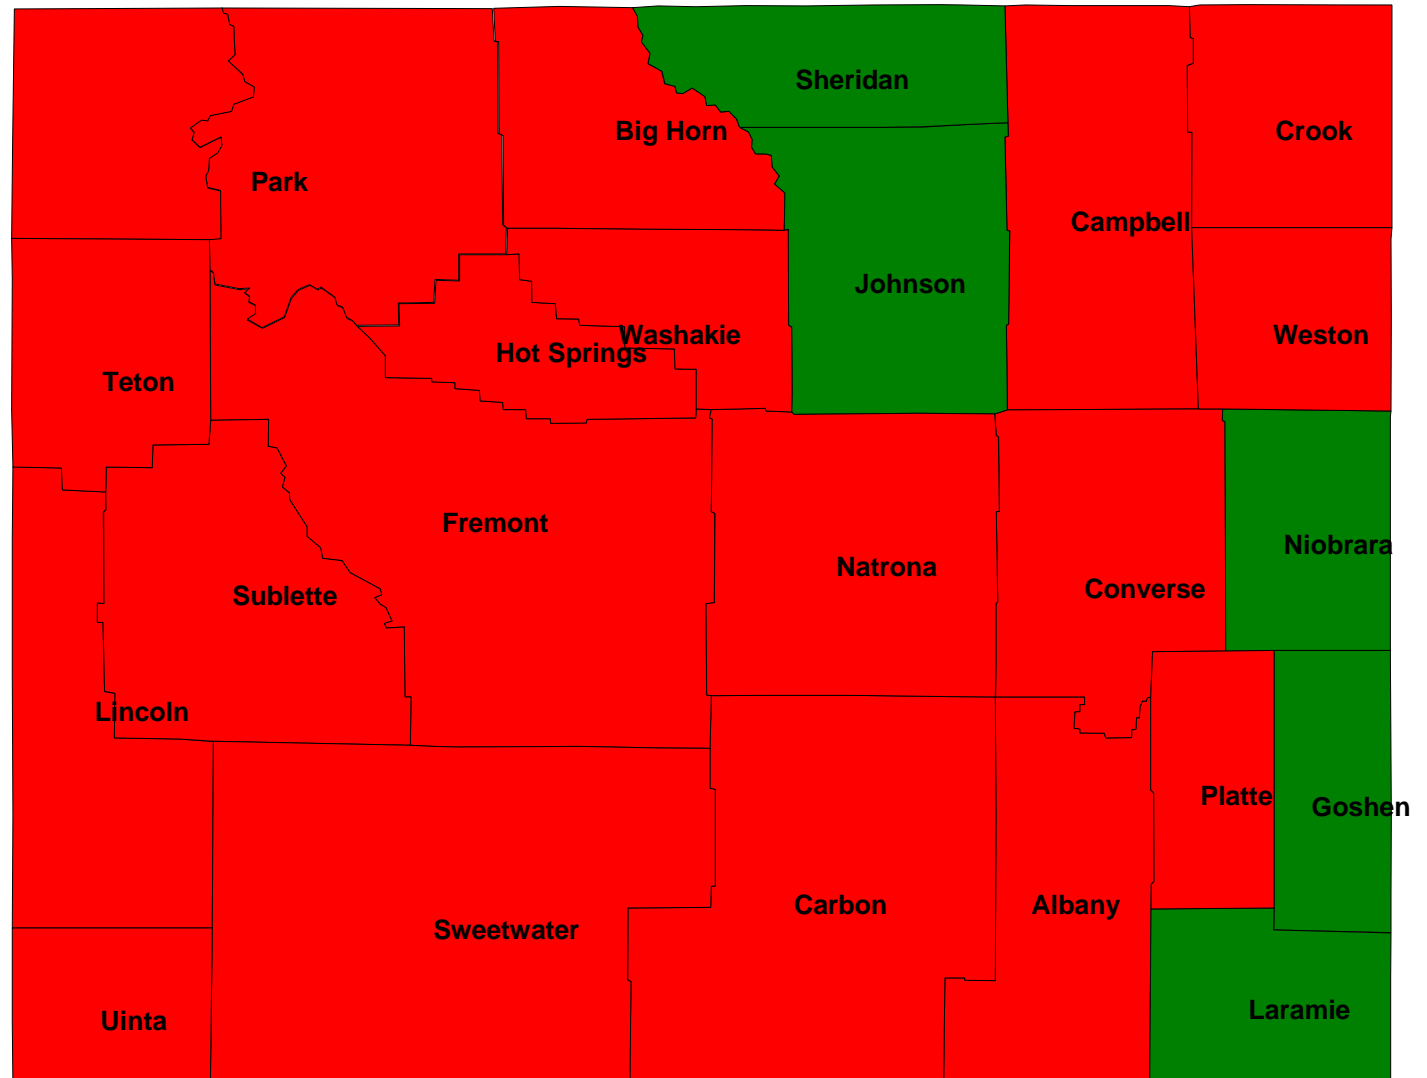 Sheridan
Big Horn
Crook
Park
Campbell
Johnson
Washakie
Weston
Hot Springs
Teton
Fremont
Niobrara
Natrona
Converse
Sublette
Lincoln
Platte
Goshen
Carbon
Albany
Sweetwater
Laramie
Uinta